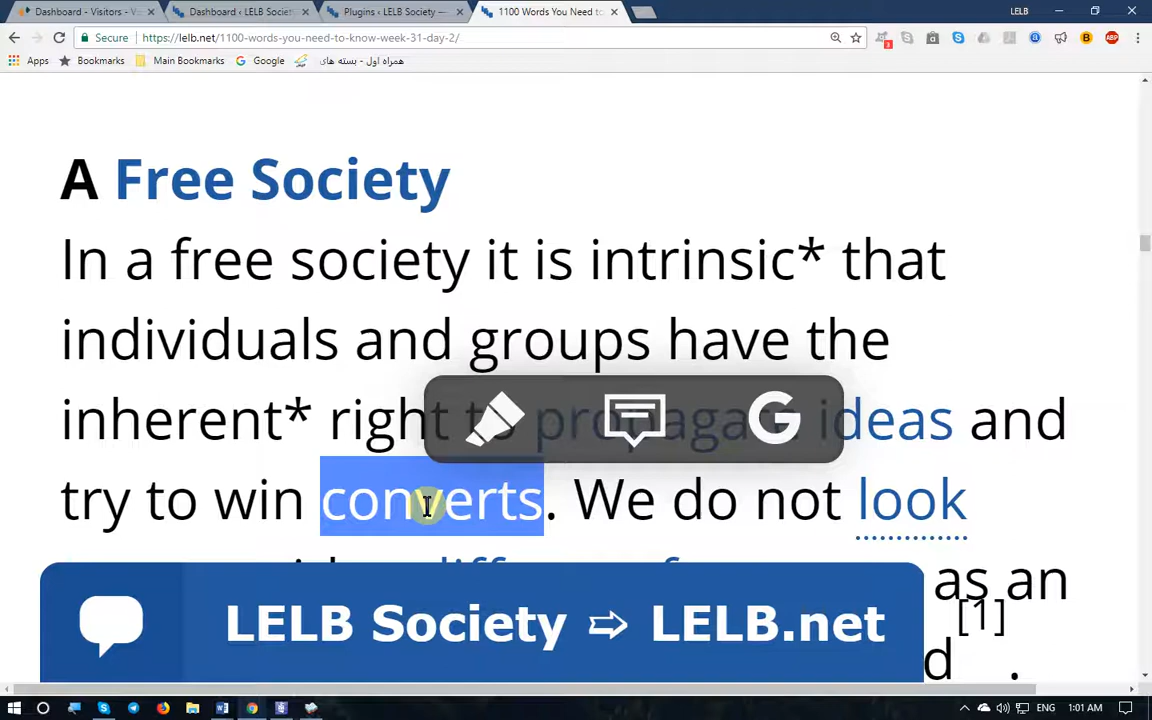 Dashboard - Visitors - V
Dashboard ‹ LELB Societ
Plugins ‹ LELB Society —
1100 Words You Need to
LELB
Secure
https://lelb.net/1100-words-you-need-to-know-week-31-day-2/
3
Apps
Bookmarks
Main Bookmarks
Google
همراه اول - بسته های
A Free Society
In a free society it is intrinsic* that
individuals and groups have the
inherent* right to propagate ideas and
try to win converts. We do not look
as an
[1]
d .
LELB Society ⇨ LELB.net
ENG
1:01 AM